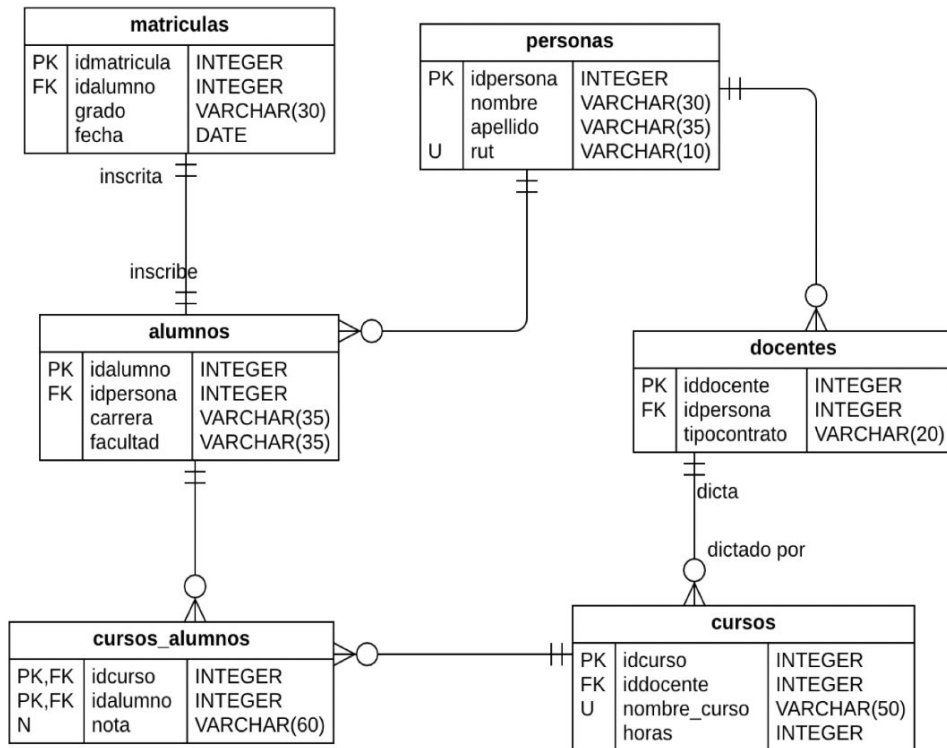 matriculas
PK idmatricula INTEGER
FK idalumno INTEGER
grado VARCHAR(30)
fecha DATE
personas
PK idpersona INTEGER
nombre VARCHAR(30)
apellido VARCHAR(35)
U rut VARCHAR(10)
inscrita
inscribe
alumnos
PK idalumno INTEGER
FK idpersona INTEGER
carrera VARCHAR(35)
facultad VARCHAR(35)
docentes
PK iddocente INTEGER
FK idpersona INTEGER
tipocontrato VARCHAR(20)
dicta
dictado por
cursos_alumnos
PK,FK idcurso INTEGER
PK,FK idalumno INTEGER
N nota VARCHAR(60)
cursos
PK idcurso INTEGER
FK iddocente INTEGER
U nombre_curso VARCHAR(50)
horas INTEGER